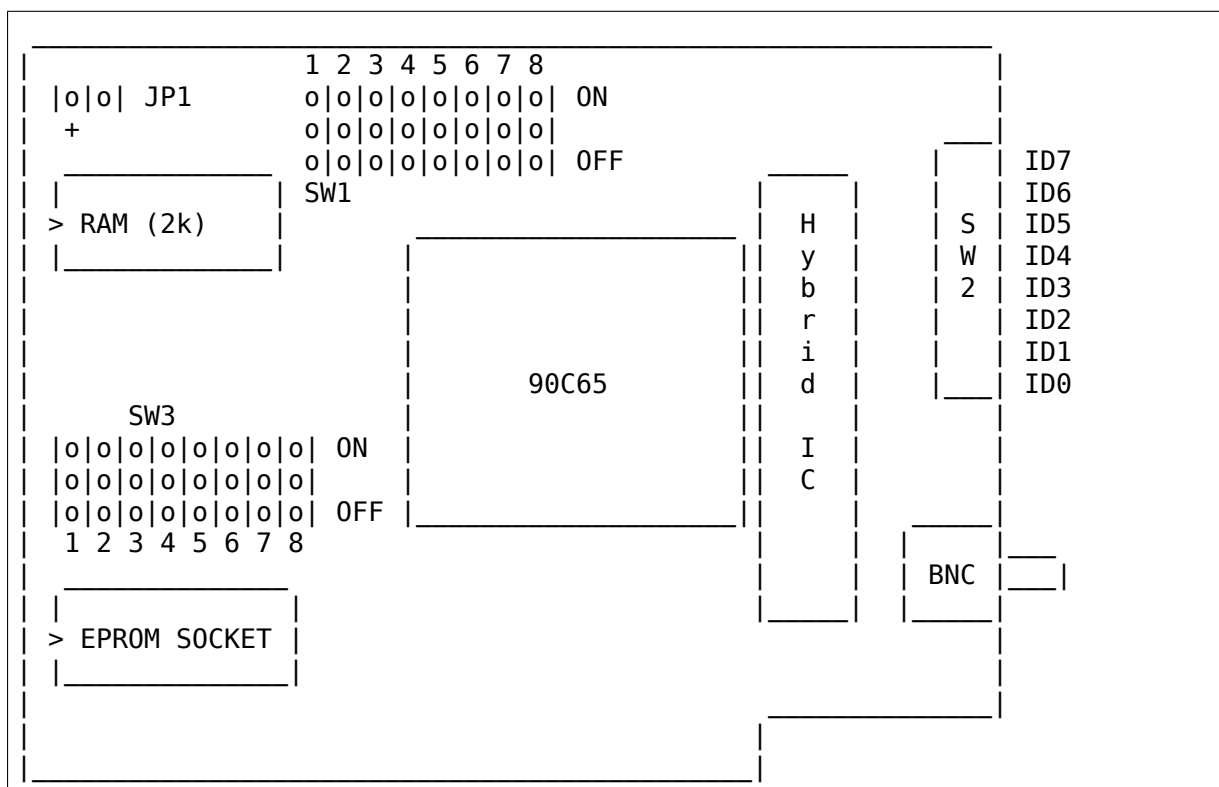 1 2 3 4 5 6 7 8
|o|o| JP1 o|o|o|o|o|o|o|o| ON
+ o|o|o|o|o|o|o|o|
o|o|o|o|o|o|o|o| OFF ID7
SW1 ID6
> RAM (2k) H S ID5
y W ID4
b 2 ID3
r ID2
i ID1
90C65 d ID0
SW3
|o|o|o|o|o|o|o|o| ON I
|o|o|o|o|o|o|o|o| C
|o|o|o|o|o|o|o|o| OFF
1 2 3 4 5 6 7 8
BNC
> EPROM SOCKET